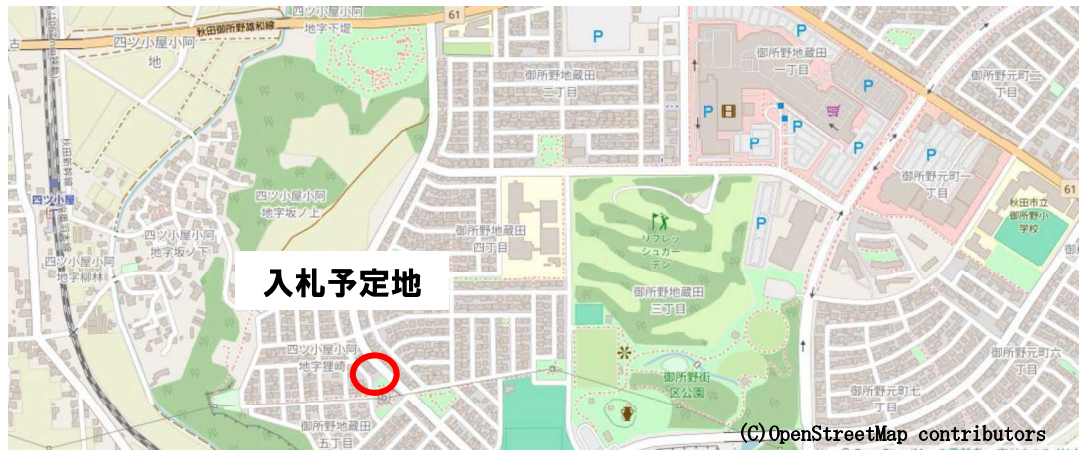 四ツ小屋小阿
地字下堤
61
秋田御所野雄和線
四ツ小屋小阿
地
古
P
御所野地蔵田
二丁目
御所野地蔵田
一丁目
P
P
P
P
P
P
P
御所野元町二
丁目
御所野元町一
丁目
61
秋田市立
御所野小
学校
秋田新幹線
四ツ小屋
四ツ小屋小阿
地字坂ノ上
四ツ小屋小阿
地字坂ノ下
四ツ小屋小阿
地字柳林
御所野地蔵田
四丁目
リフレッ
シュガー
デン
P
入札予定地
御所野地蔵田
三丁目
四ツ小屋小阿
地字狸崎
御所野街
区公園
御所野元町六
丁目
御所野元町七
丁目
御所野地蔵田
五丁目
(C)OpenStreetMap contributors